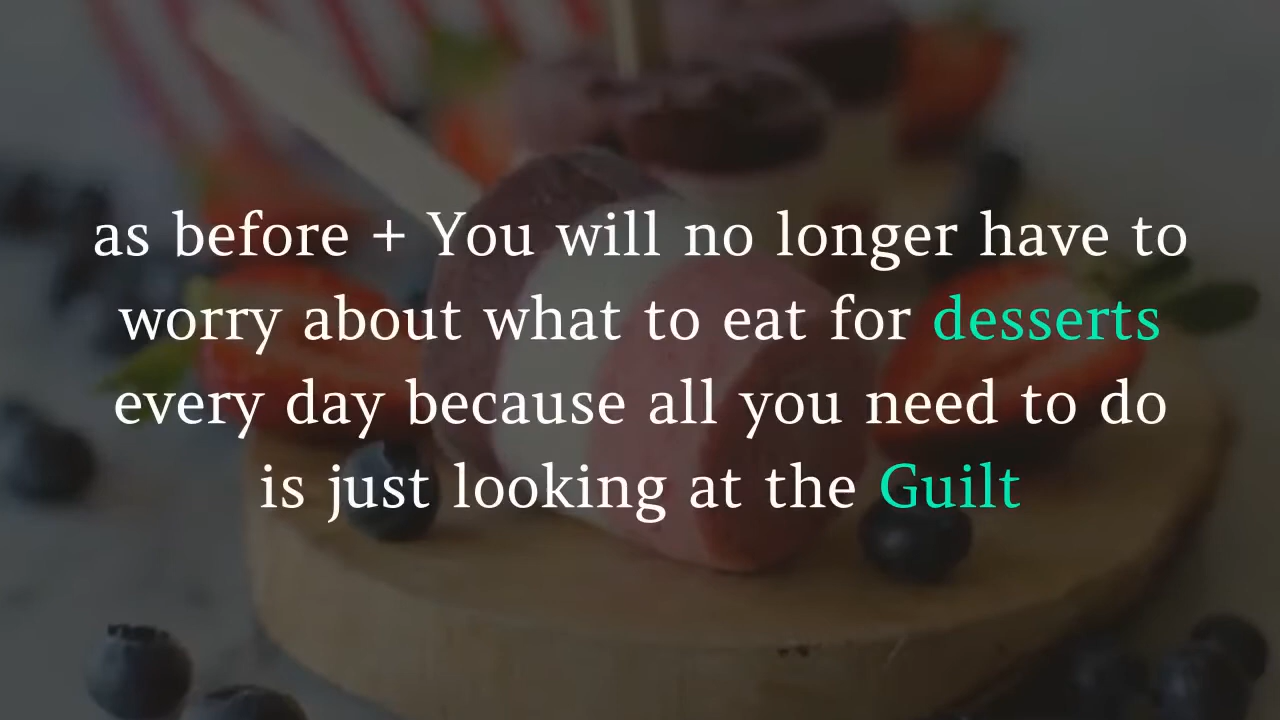 as before + You will no longer have to
worry about what to eat for desserts
every day because all you need to do
is just looking at the Guilt